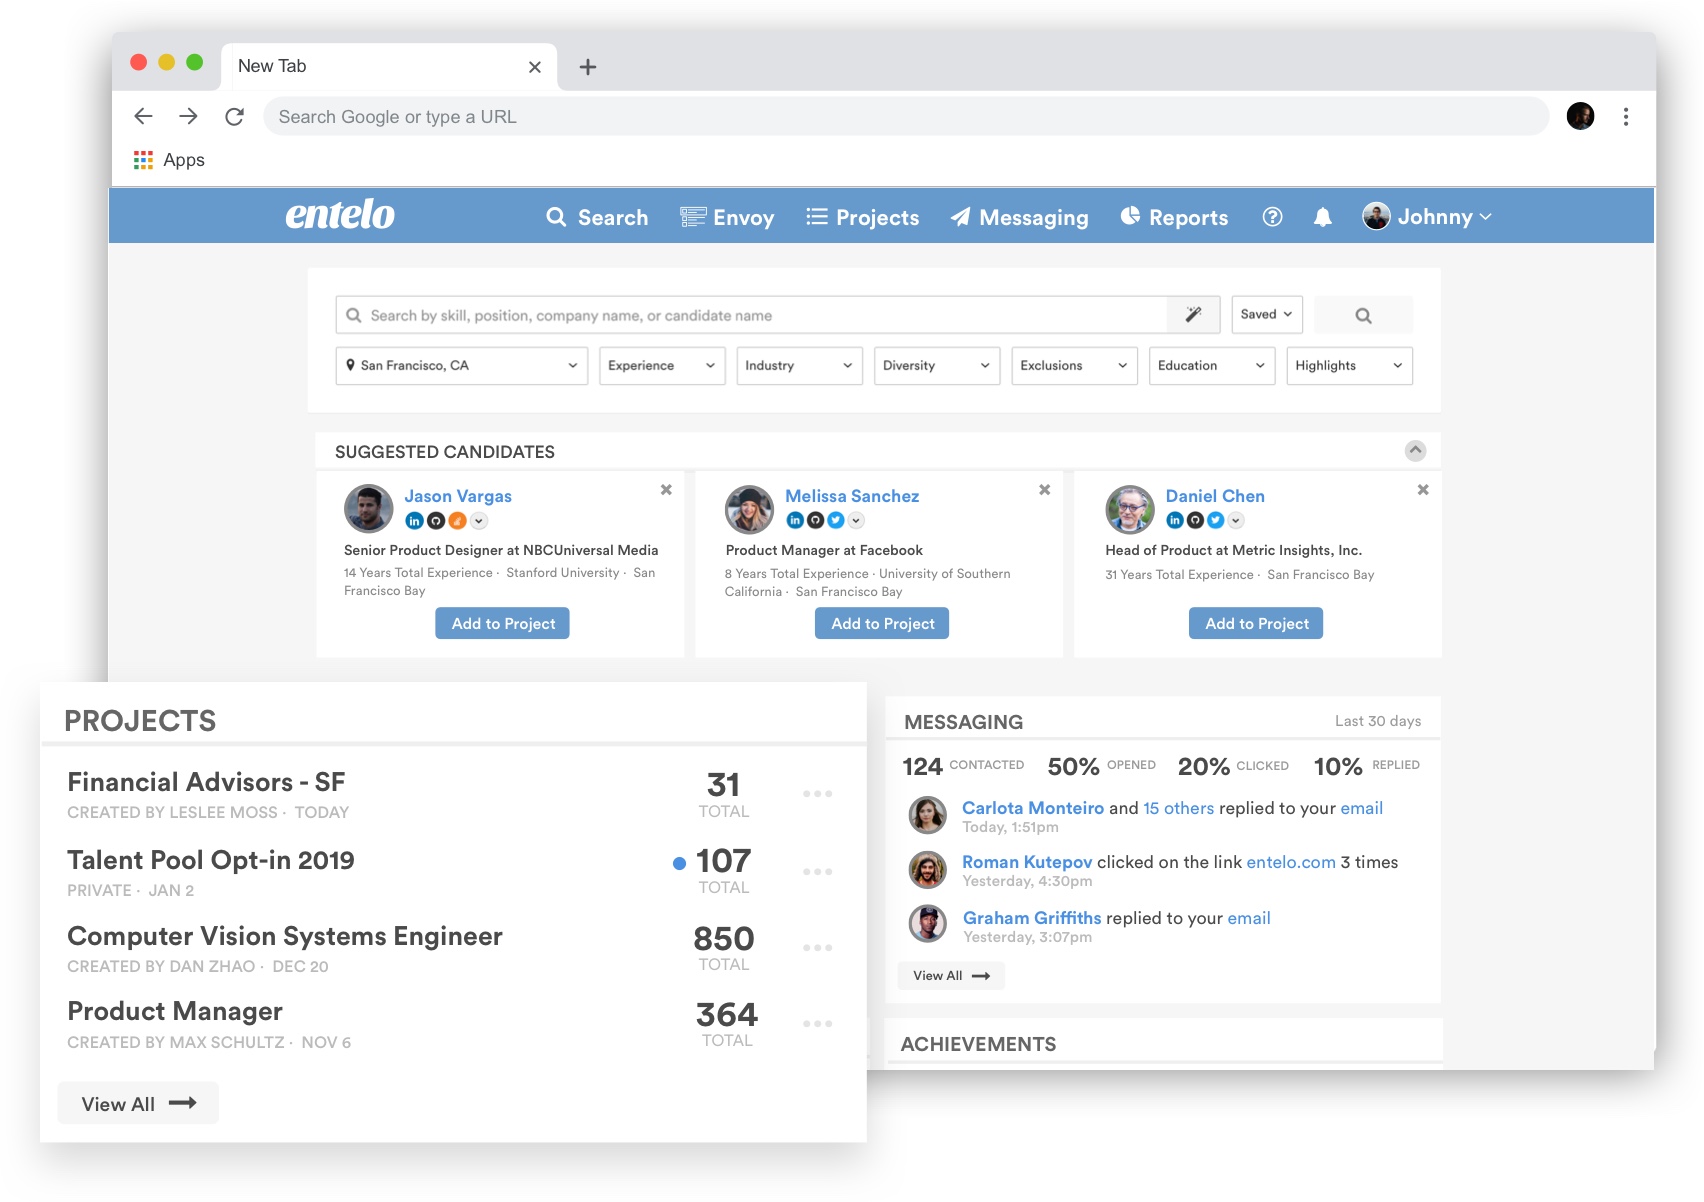 New Tab
Search Google or type a URL
Apps
entelo
Search
Envoy
Projects
Messaging
Reports
Johnny
Search by skill, position, company name, or candidate name
Saved
San Francisco, CA
Experience
Industry
Diversity
Exclusions
Education
Highlights
SUGGESTED CANDIDATES
Jason Vargas
in
Senior Product Designer at NBCUniversal Media
14 Years Total Experience · Stanford University · San
Francisco Bay
Add to Project
Melissa Sanchez
in
Product Manager at Facebook
8 Years Total Experience · University of Southern
California · San Francisco Bay
Add to Project
Daniel Chen
in
Head of Product at Metric Insights, Inc.
31 Years Total Experience · San Francisco Bay
Add to Project
PROJECTS
Financial Advisors - SF
CREATED BY LESLEE MOSS · TODAY
31
TOTAL
Talent Pool Opt-in 2019
PRIVATE · JAN 2
107
TOTAL
Computer Vision Systems Engineer
CREATED BY DAN ZHAO · DEC 20
850
TOTAL
Product Manager
CREATED BY MAX SCHULTZ · NOV 6
364
TOTAL
View All
MESSAGING
Last 30 days
124 CONTACTED
50% OPENED
20% CLICKED
10% REPLIED
Carlota Monteiro and 15 others replied to your email
Today, 1:51pm
Roman Kutepov clicked on the link entelo.com 3 times
Yesterday, 4:30pm
Graham Griffiths replied to your email
Yesterday, 3:07pm
View All
ACHIEVEMENTS